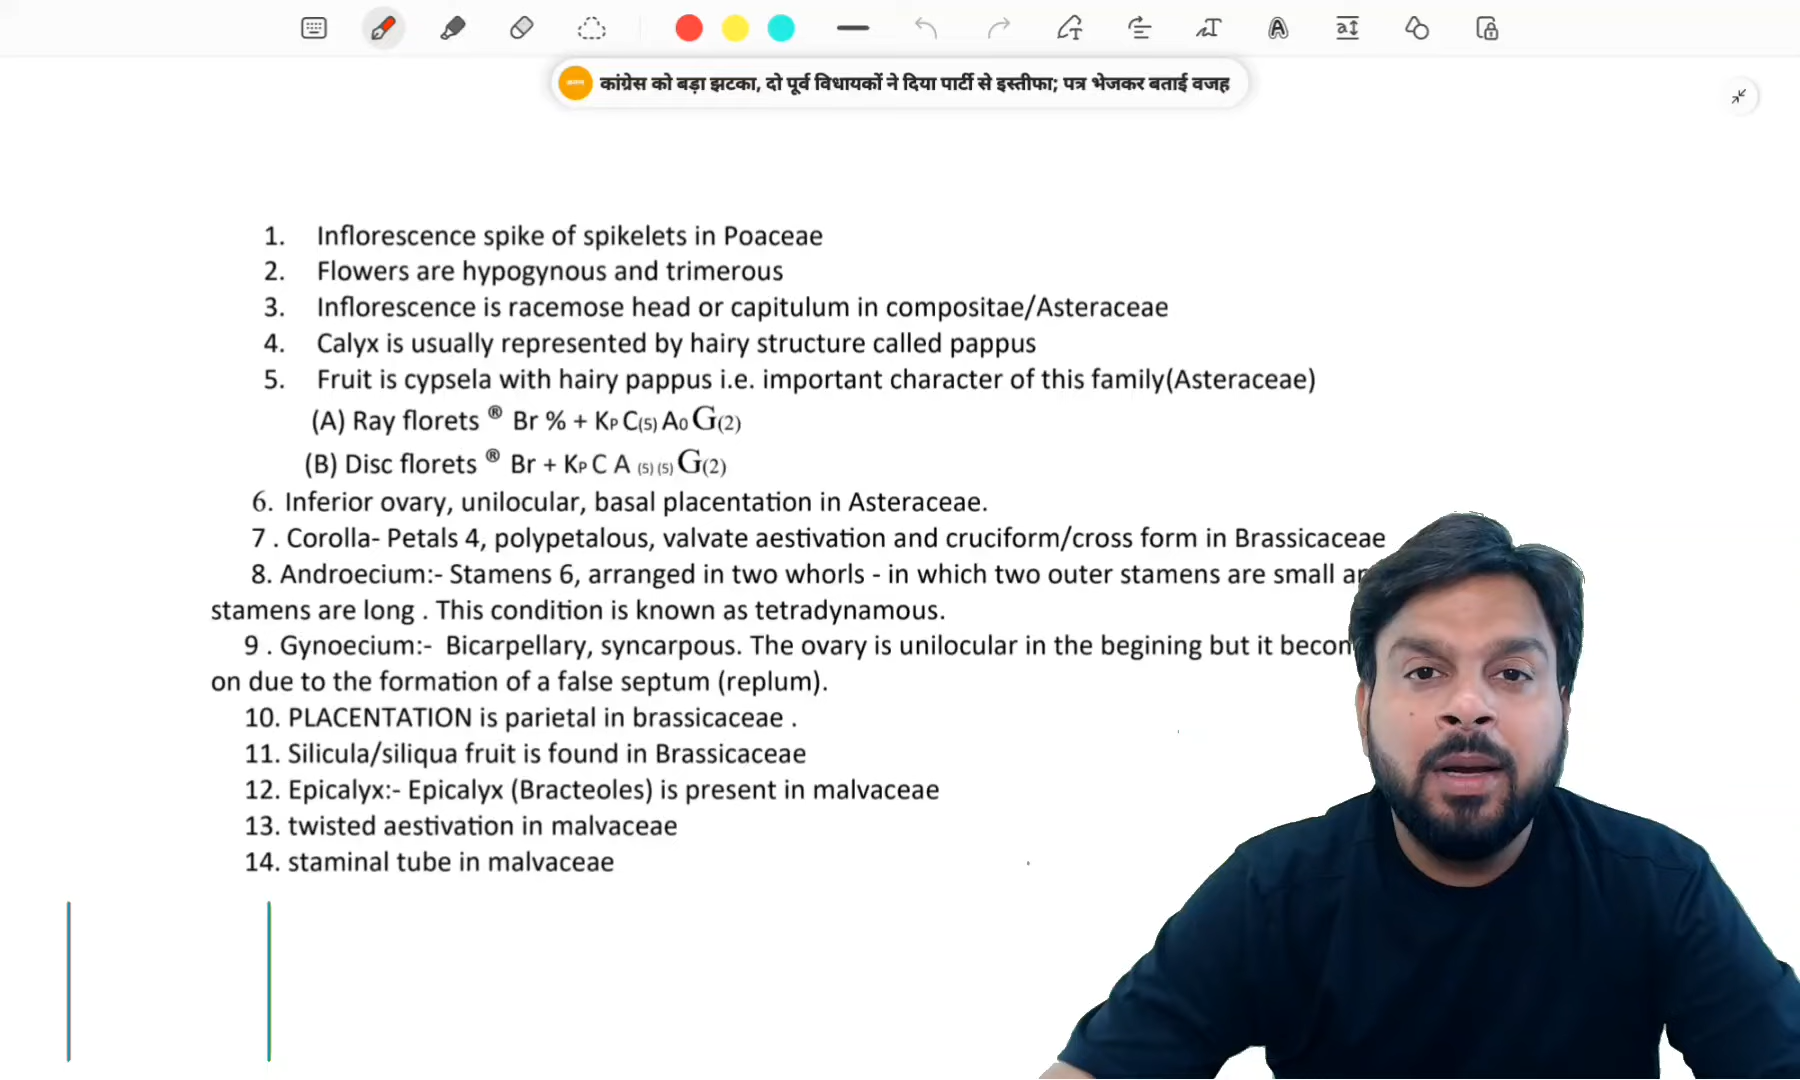 कांग्रेस को बड़ा झटका, दो पूर्व विधायकों ने दिया पार्टी से इस्तीफा; पत्र भेजकर बताई वजह
1. Inflorescence spike of spikelets in Poaceae
2. Flowers are hypogynous and trimerous
3. Inflorescence is racemose head or capitulum in compositae/Asteraceae
4. Calyx is usually represented by hairy structure called pappus
5. Fruit is cypsela with hairy pappus i.e. important character of this family(Asteraceae)
(A) Ray florets ® Br % + KP C(5) A0 G(2)
(B) Disc florets ® Br + KP C A (5) (5) G(2)
6. Inferior ovary, unilocular, basal placentation in Asteraceae.
7 . Corolla- Petals 4, polypetalous, valvate aestivation and cruciform/cross form in Brassicaceae
8. Androecium:- Stamens 6, arranged in two whorls - in which two outer stamens are small
stamens are long . This condition is known as tetradynamous.
9 . Gynoecium:- Bicarpellary, syncarpous. The ovary is unilocular in the begining but it
on due to the formation of a false septum (replum).
10. PLACENTATION is parietal in brassicaceae .
11. Silicula/siliqua fruit is found in Brassicaceae
12. Epicalyx:- Epicalyx (Bracteoles) is present in malvaceae
13. twisted aestivation in malvaceae
14. staminal tube in malvaceae